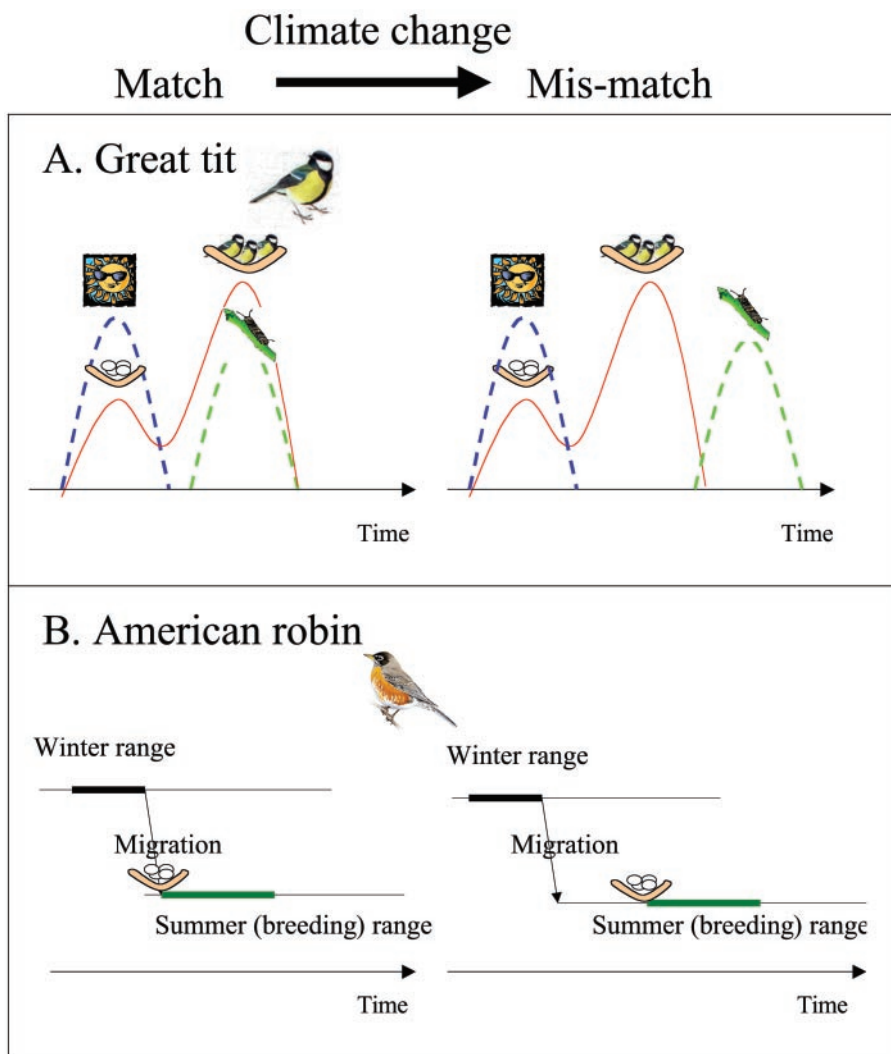 Climate change
Match
Mis-match
A. Great tit
Time
Time
B. American robin
Winter range
Winter range
Migration
Migration
Summer (breeding) range
Summer (breeding) range
Time
Time